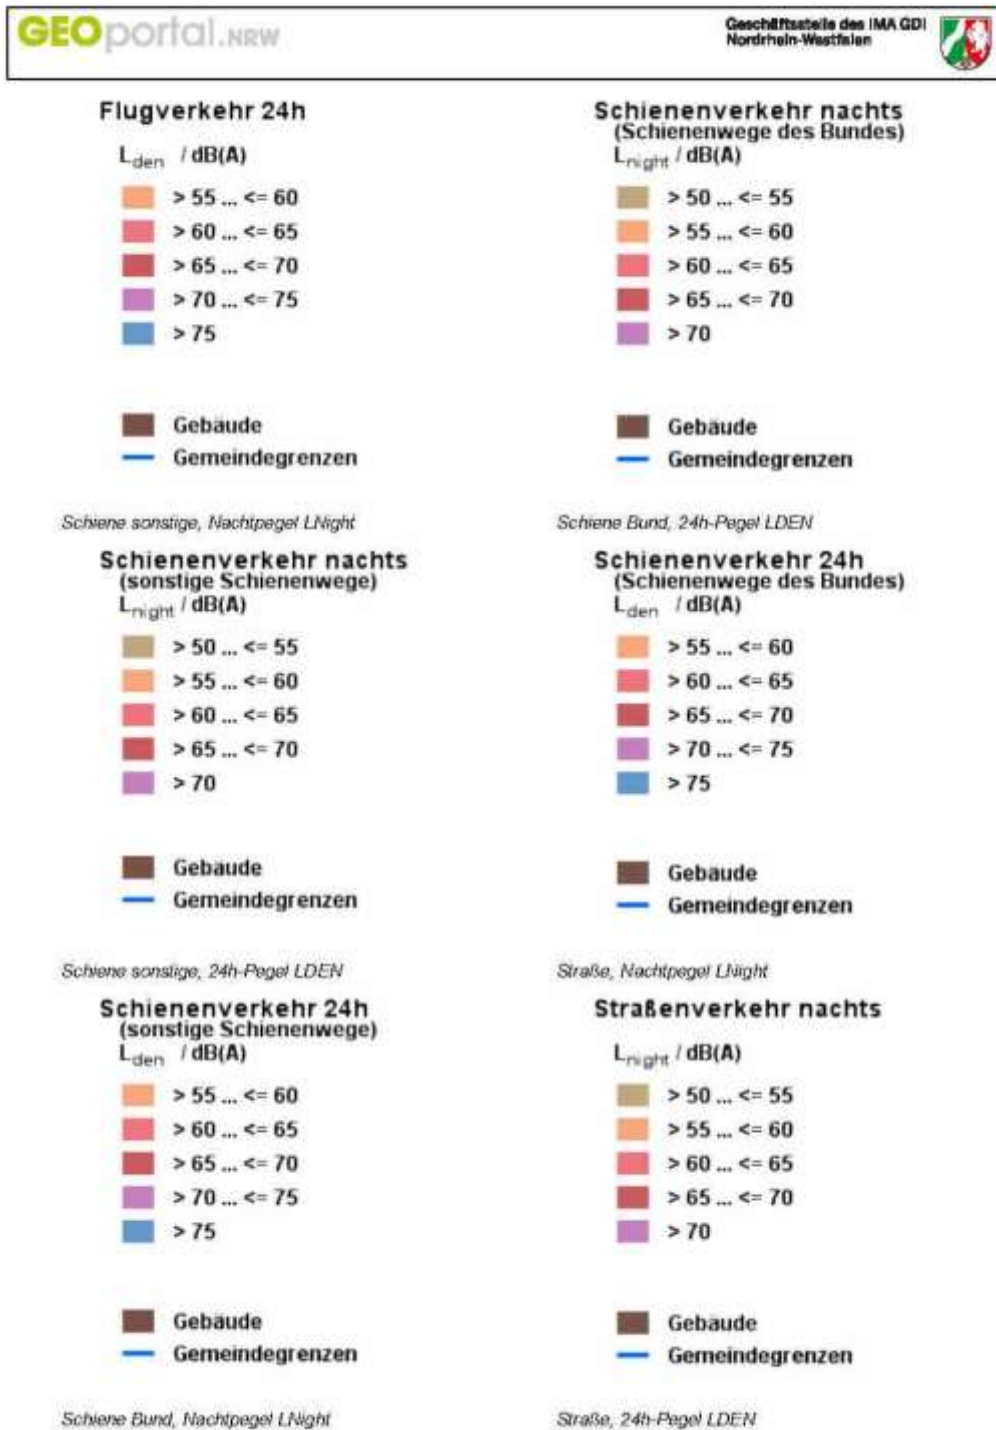 GEOportal.NRW
Geschäftsstelle des IMA GDI
Nordrhein-Westfalen
Flugverkehr 24h
Lden / dB(A)
> 55 ... <= 60
> 60 ... <= 65
> 65 ... <= 70
> 70 ... <= 75
> 75
Gebäude
Gemeindegrenzen
Schiene sonstige, Nachtpegel LNight
Schienenverkehr nachts
(sonstige Schienenwege)
Lnight / dB(A)
> 50 ... <= 55
> 55 ... <= 60
> 60 ... <= 65
> 65 ... <= 70
> 70
Gebäude
Gemeindegrenzen
Schiene sonstige, 24h-Pegel LDEN
Schienenverkehr 24h
(sonstige Schienenwege)
Lden / dB(A)
> 55 ... <= 60
> 60 ... <= 65
> 65 ... <= 70
> 70 ... <= 75
> 75
Gebäude
Gemeindegrenzen
Schiene Bund, Nachtpegel LNight
Schienenverkehr nachts
(Schienenwege des Bundes)
Lnight / dB(A)
> 50 ... <= 55
> 55 ... <= 60
> 60 ... <= 65
> 65 ... <= 70
> 70
Gebäude
Gemeindegrenzen
Schiene Bund, 24h-Pegel LDEN
Schienenverkehr 24h
(Schienenwege des Bundes)
Lden / dB(A)
> 55 ... <= 60
> 60 ... <= 65
> 65 ... <= 70
> 70 ... <= 75
> 75
Gebäude
Gemeindegrenzen
Straße, Nachtpegel LNight
Straßenverkehr nachts
Lnight / dB(A)
> 50 ... <= 55
> 55 ... <= 60
> 60 ... <= 65
> 65 ... <= 70
> 70
Gebäude
Gemeindegrenzen
Straße, 24h-Pegel LDEN